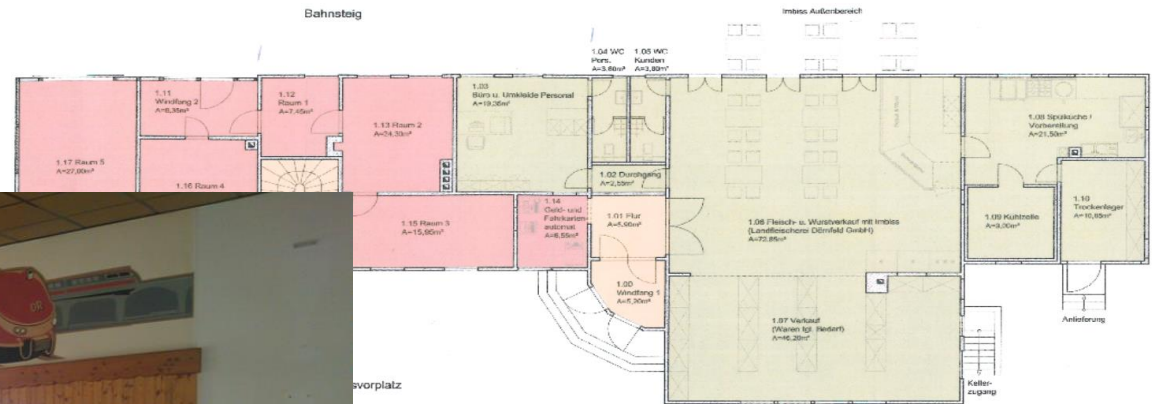 Bahnsteig
Imbiss Außenbereich
1.04 WC
Pers.
A=5,60m²
1.05 WC
Kunden
A=3,80m²
1.11
Windfang 2
A=6,35m²
1.12
Raum 1
A=7,45m²
1.03
Büro u. Umkleide Personal
A=19,35m²
1.13 Raum 2
A=24,30m²
1.08 Spülküche /
Vorbereitung
A=21,50m²
1.17 Raum 5
A=27,00m²
1.16 Raum 4
1.02 Durchgang
A=2,55m²
1.14
Geld- und
Fahrkarten-
automat
A=6,55m²
1.01 Flur
A=5,90m²
1.15 Raum 3
A=15,95m²
1.06 Fleisch- u. Wurstverkauf mit Imbiss
(Landfleischerei Dörnfeld GmbH)
A=72,85m²
1.09 Kühlzelle
A=9,00m²
1.10
Trockenlager
A=10,85m²
1.00
Windfang 1
A=5,30m²
1.07 Verkauf
(Waren tgl. Bedarf)
A=46,20m²
Anlieferung
Keller-
zugang
svorplatz